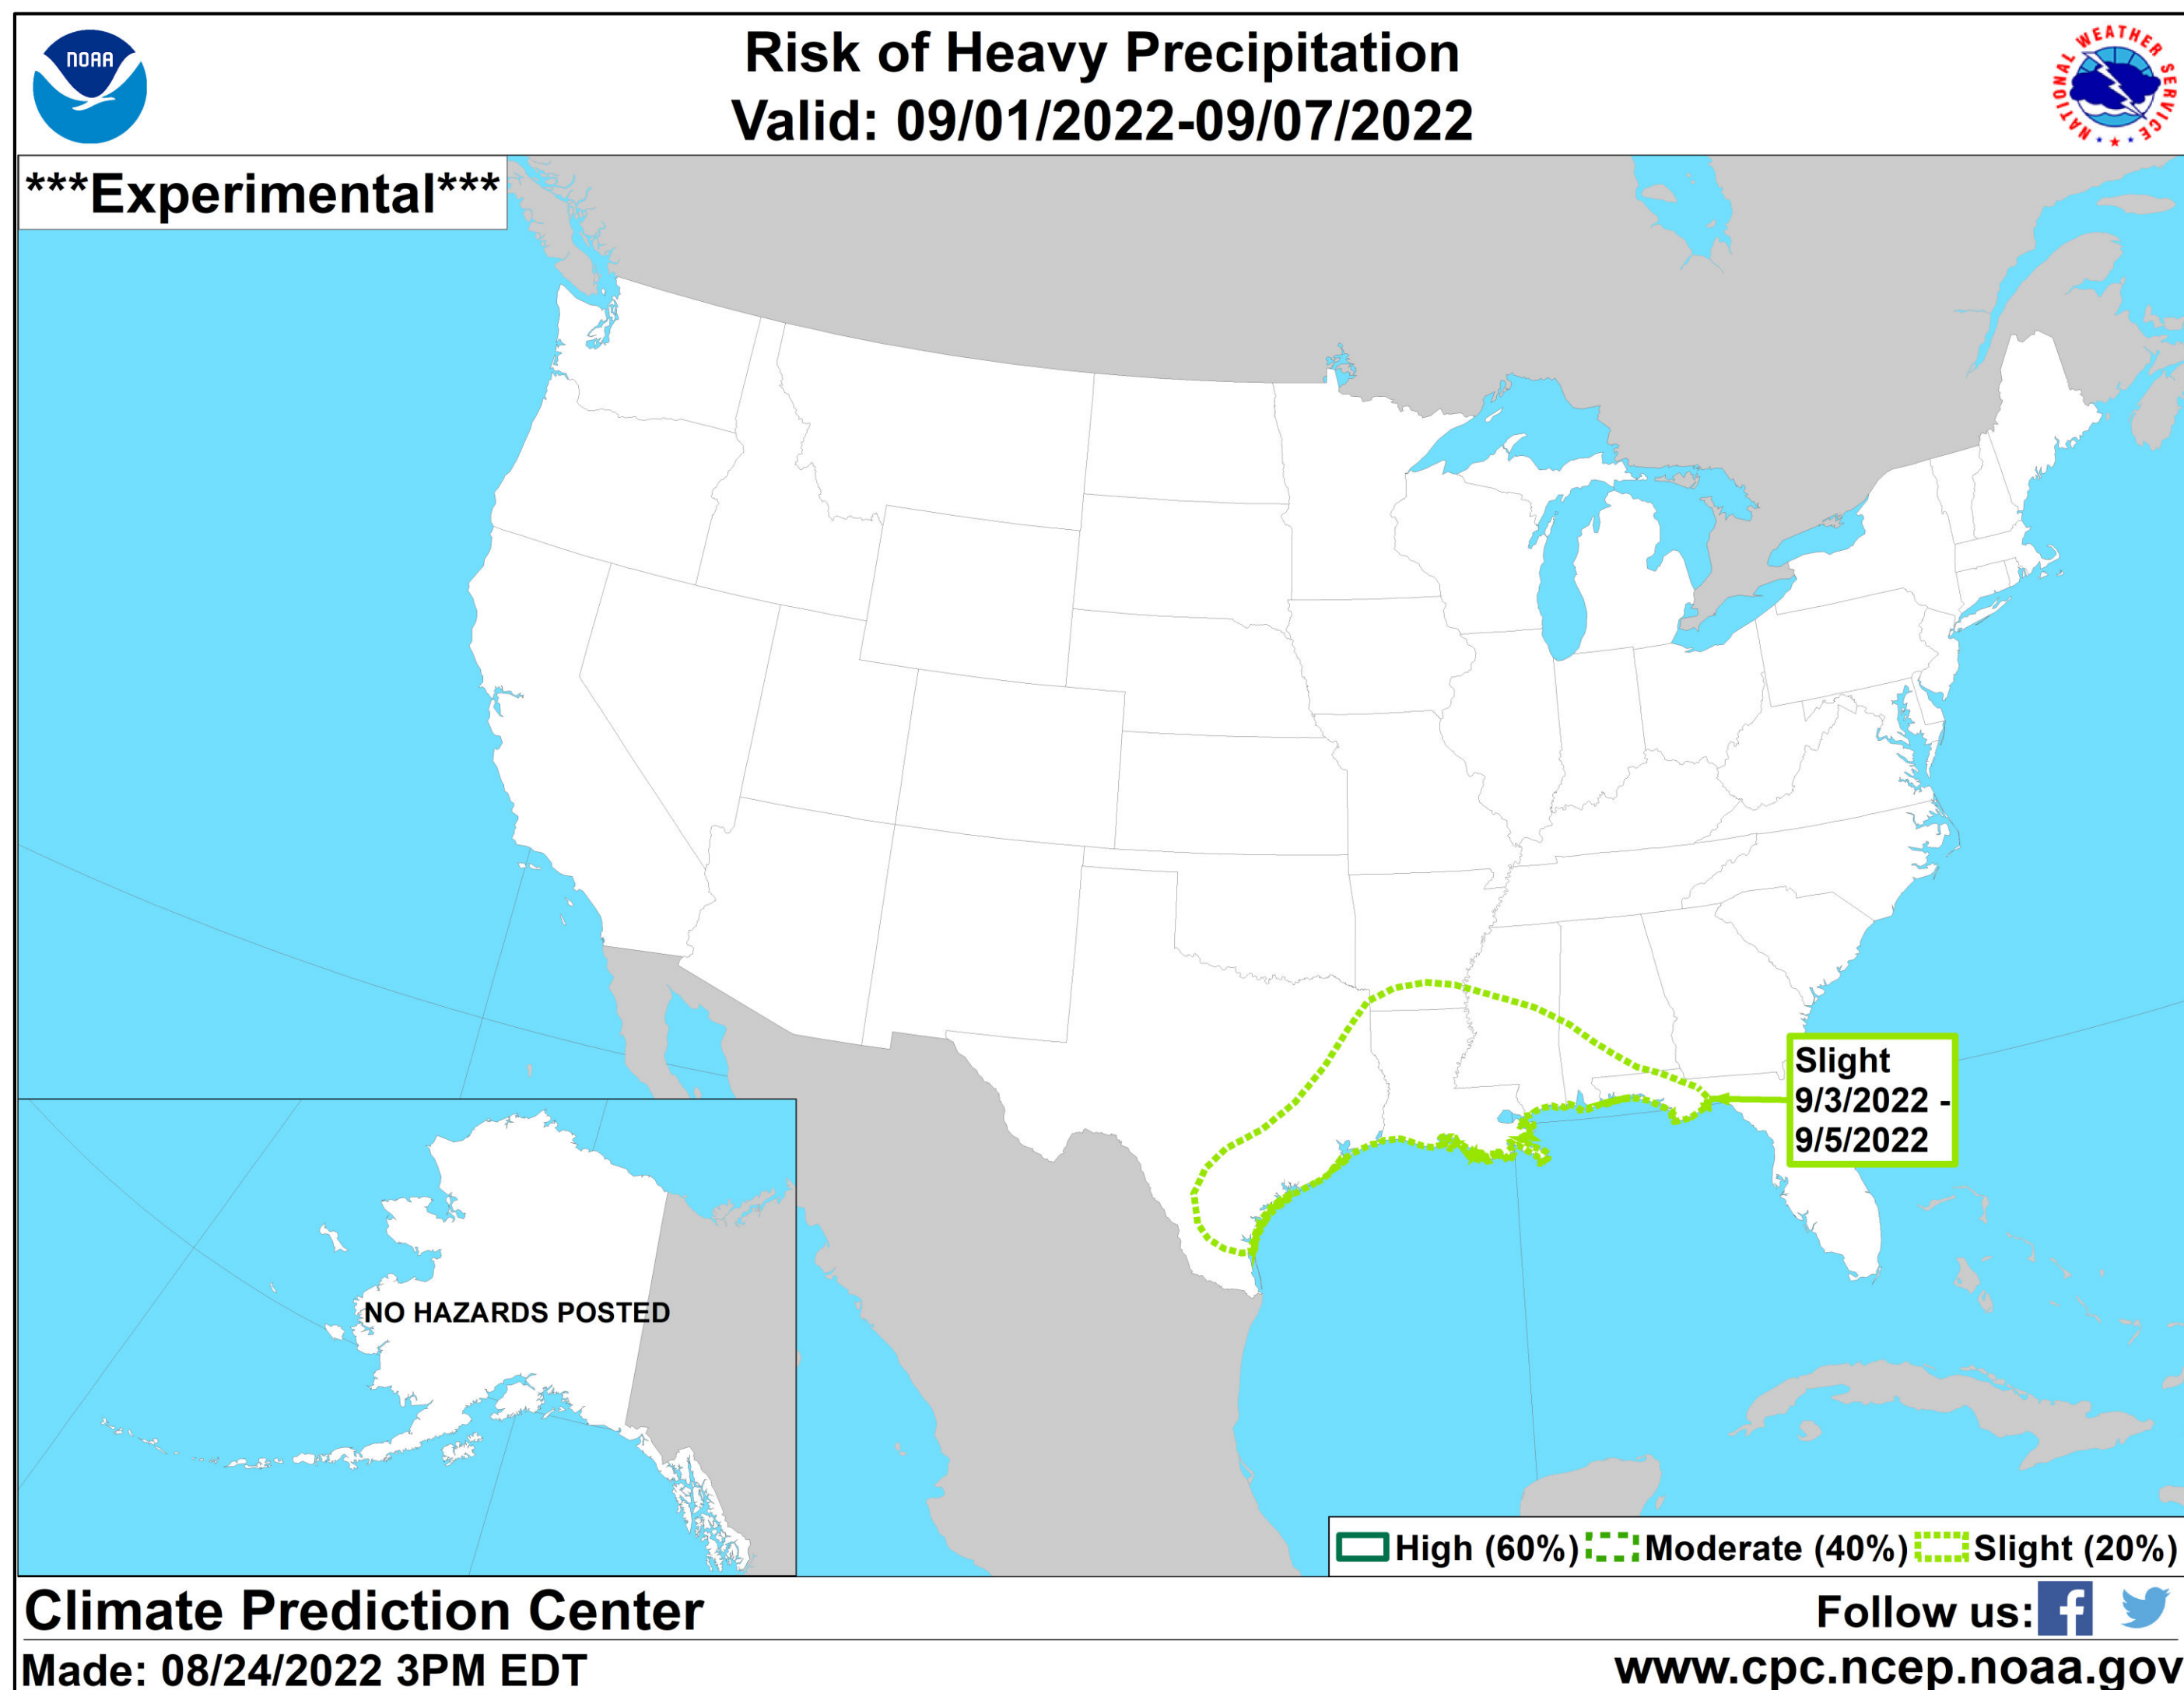 NOAA
Risk of Heavy Precipitation
Valid: 09/01/2022-09/07/2022
NATIONAL WEATHER SERVICE
***Experimental***
Slight
9/3/2022 -
9/5/2022
NO HAZARDS POSTED
High (60%) Moderate (40%) Slight (20%)
Climate Prediction Center
Follow us:
Made: 08/24/2022 3PM EDT
www.cpc.ncep.noaa.gov